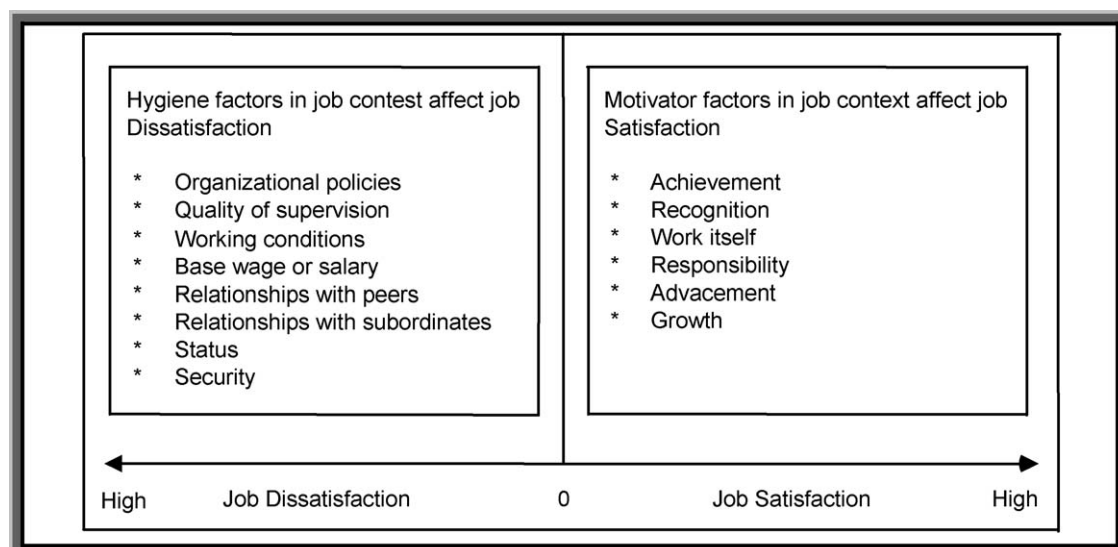 Hygiene factors in job contest affect job
Dissatisfaction
* Organizational policies
* Quality of supervision
* Working conditions
* Base wage or salary
* Relationships with peers
* Relationships with subordinates
* Status
* Security
Motivator factors in job context affect job
Satisfaction
* Achievement
* Recognition
* Work itself
* Responsibility
* Advacement
* Growth
High Job Dissatisfaction 0 Job Satisfaction High